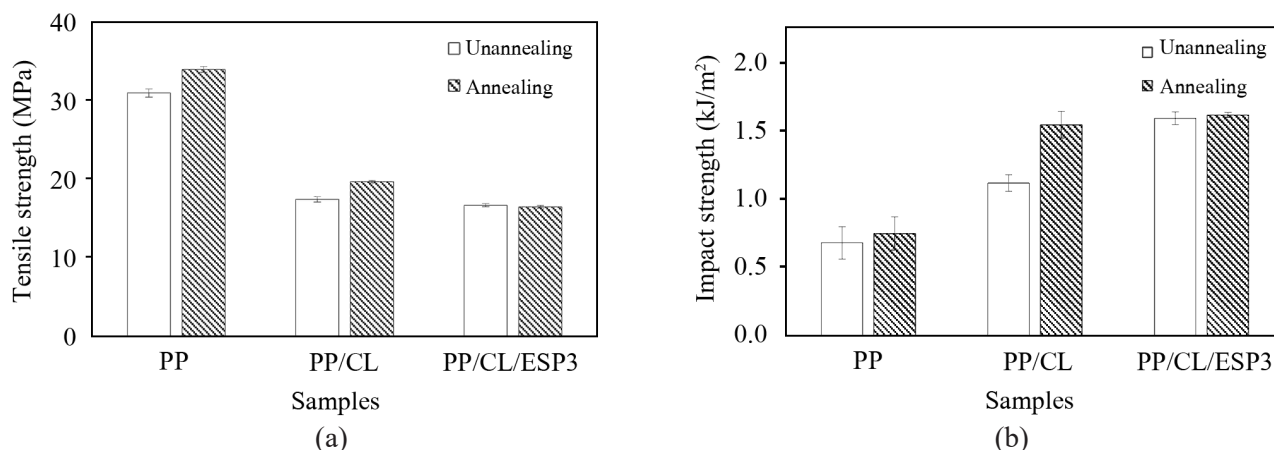 40
30
20
10
0
Tensile strength (MPa)
Unannealing
Annealing
PP
PP/CL
PP/CL/ESP3
Samples
(a)
2.0
1.5
1.0
0.5
0.0
Impact strength (kJ/m²)
Unannealing
Annealing
PP
PP/CL
PP/CL/ESP3
Samples
(b)